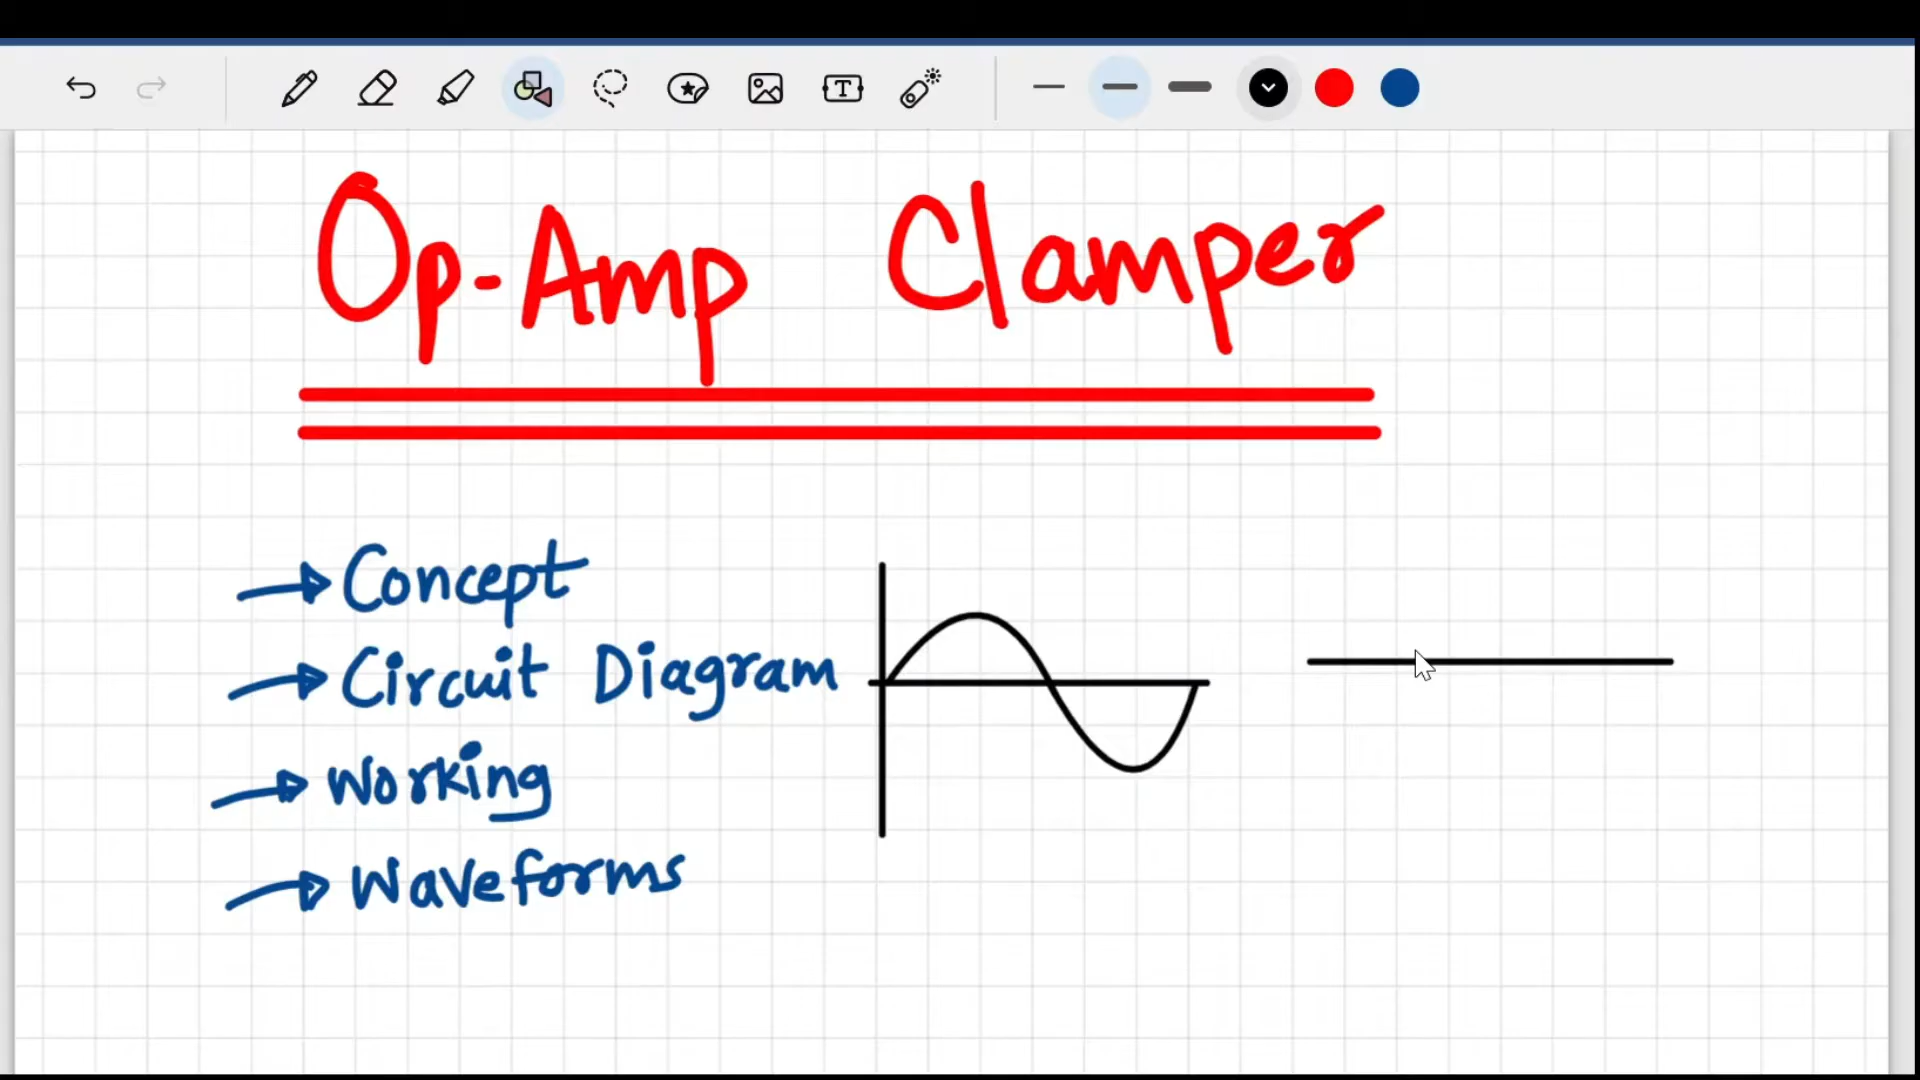 Op-Amp Clamper
→ Concept
→ Circuit Diagram
→ Working
→ Waveforms